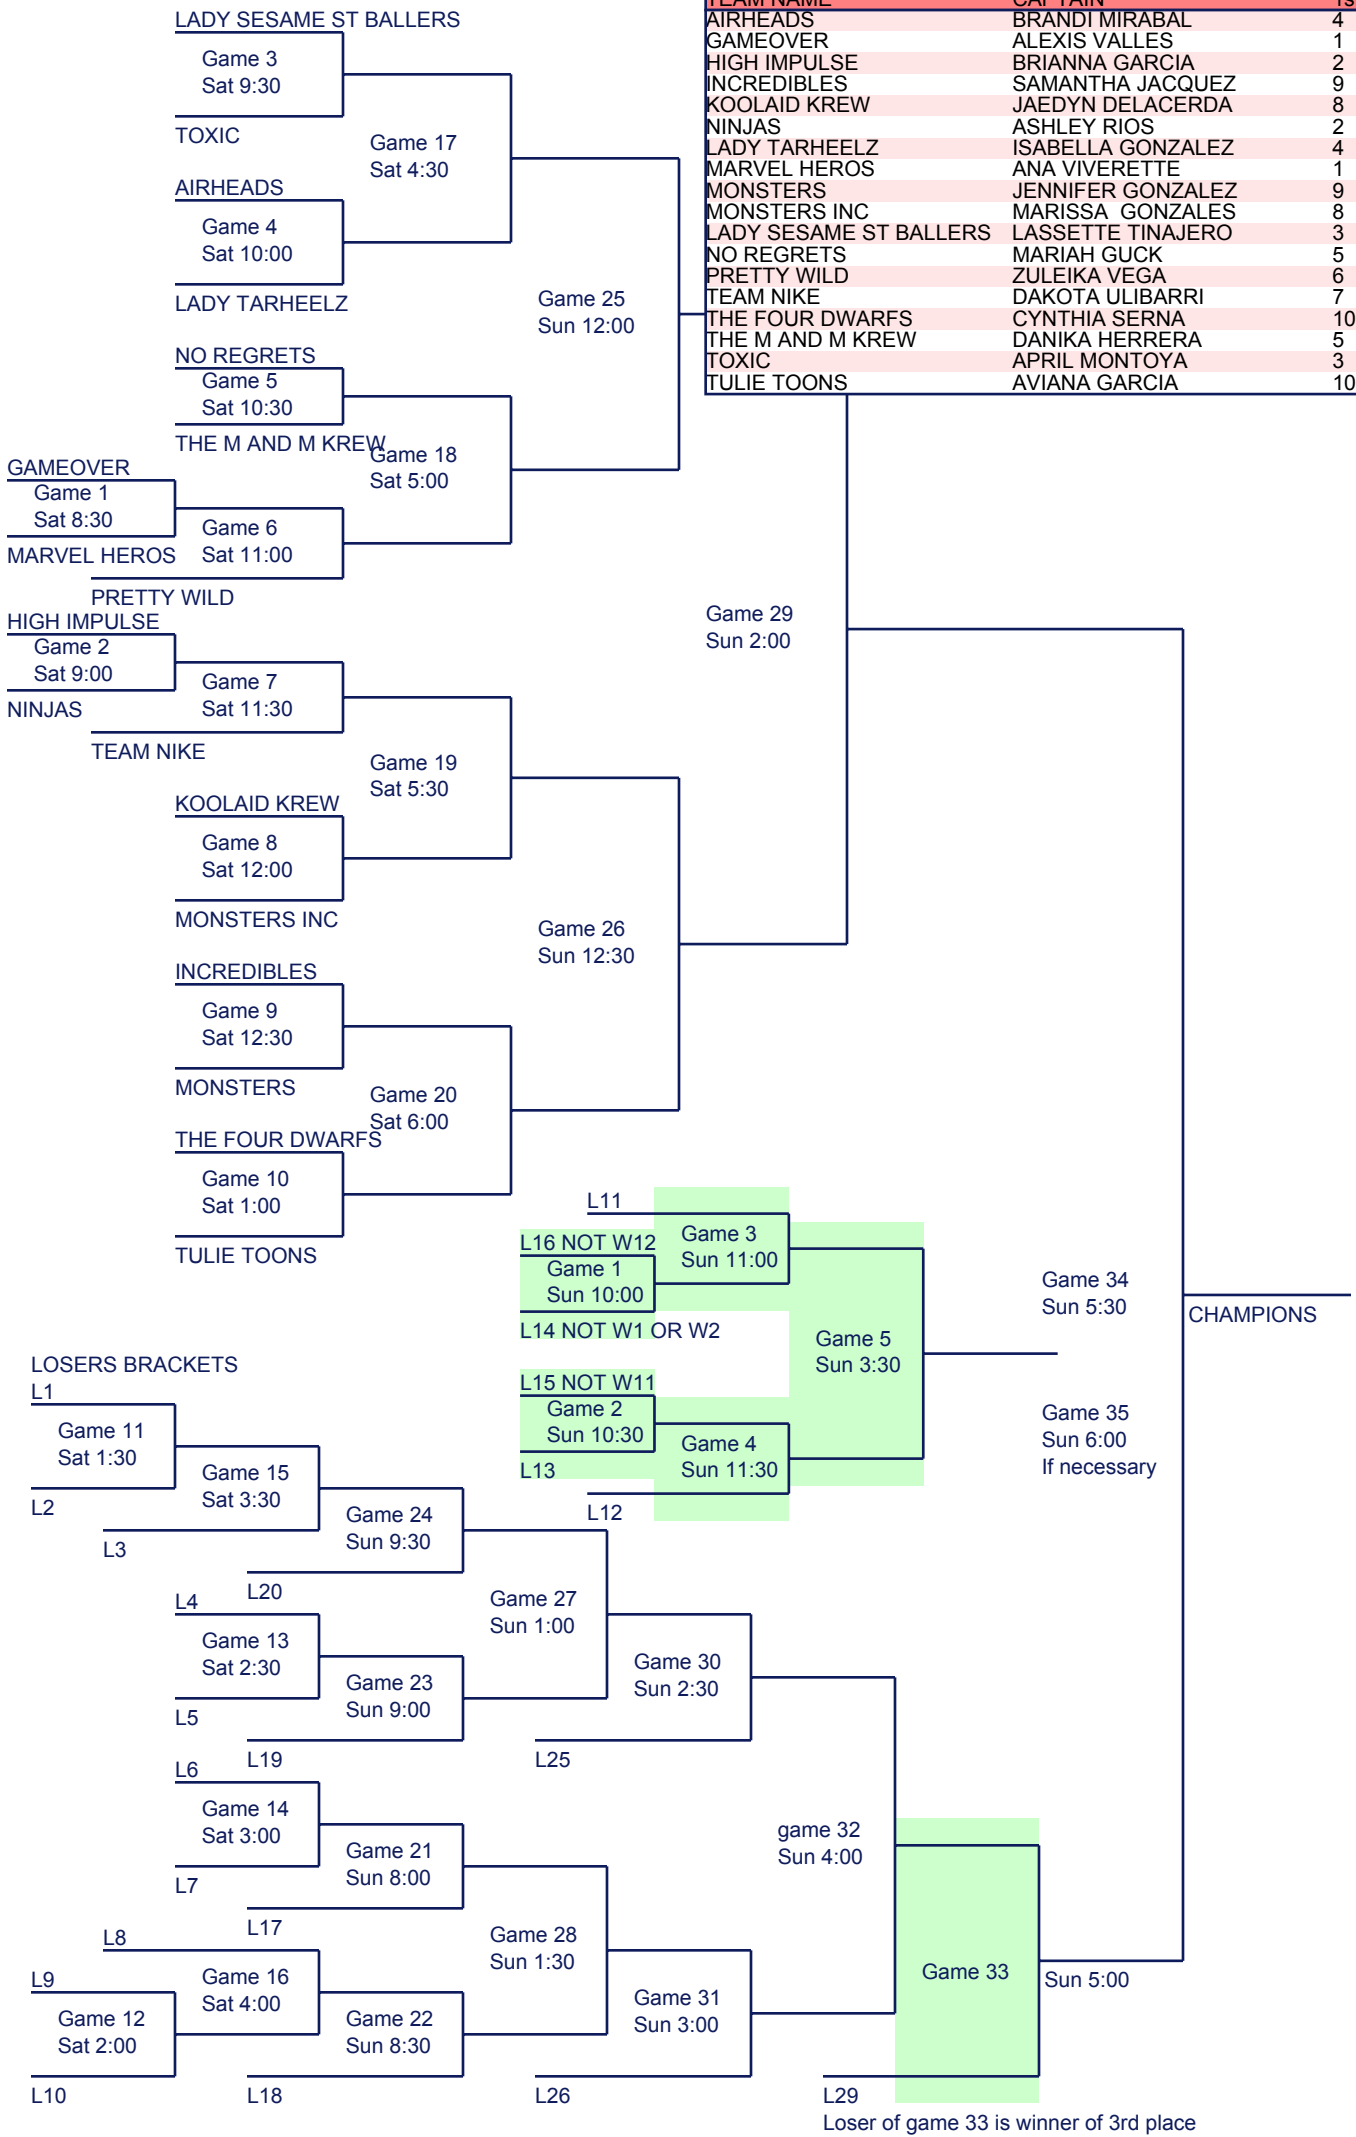 TEAM NAME CAPTAIN
AIRHEADS BRANDI MIRABAL 4
GAMEOVER ALEXIS VALLES 1
HIGH IMPULSE BRIANNA GARCIA 2
INCREDIBLES SAMANTHA JACQUEZ 9
KOOLAID KREW JAEDYN DELACERDA 8
NINJAS ASHLEY RIOS 2
LADY TARHEELZ ISABELLA GONZALEZ 4
MARVEL HEROS ANA VIVERETTE 1
MONSTERS JENNIFER GONZALEZ 9
MONSTERS INC MARISSA GONZALES 8
LADY SESAME ST BALLERS LASSETTE TINAJERO 3
NO REGRETS MARIAH GUCK 5
PRETTY WILD ZULEIKA VEGA 6
TEAM NIKE DAKOTA ULIBARRI 7
THE FOUR DWARFS CYNTHIA SERNA 10
THE M AND M KREW DANIKA HERRERA 5
TOXIC APRIL MONTOYA 3
TULIE TOONS AVIANA GARCIA 10
LADY SESAME ST BALLERS
Game 3
Sat 9:30
TOXIC
Game 17
Sat 4:30
AIRHEADS
Game 4
Sat 10:00
LADY TARHEELZ
Game 25
Sun 12:00
NO REGRETS
Game 5
Sat 10:30
THE M AND M KREW
Game 18
Sat 5:00
GAMEOVER
Game 1
Sat 8:30
MARVEL HEROS
Game 6
Sat 11:00
PRETTY WILD
Game 29
Sun 2:00
HIGH IMPULSE
Game 2
Sat 9:00
NINJAS
Game 7
Sat 11:30
TEAM NIKE
Game 19
Sat 5:30
KOOLAID KREW
Game 8
Sat 12:00
MONSTERS INC
Game 26
Sun 12:30
INCREDIBLES
Game 9
Sat 12:30
MONSTERS
Game 20
Sat 6:00
THE FOUR DWARFS
Game 10
Sat 1:00
TULIE TOONS
L11
Game 3
Sun 11:00
L16 NOT W12
Game 1
Sun 10:00
L14 NOT W1 OR W2
Game 5
Sun 3:30
L15 NOT W11
Game 2
Sun 10:30
L13
Game 4
Sun 11:30
L12
Game 34
Sun 5:30
CHAMPIONS
Game 35
Sun 6:00
If necessary
LOSERS BRACKETS
L1
Game 11
Sat 1:30
L2
Game 15
Sat 3:30
L3
Game 24
Sun 9:30
L20
L4
Game 13
Sat 2:30
L5
Game 23
Sun 9:00
L19
Game 27
Sun 1:00
Game 30
Sun 2:30
L25
L6
Game 14
Sat 3:00
L7
Game 21
Sun 8:00
L17
game 32
Sun 4:00
L8
Game 16
Sat 4:00
L9
Game 12
Sat 2:00
L10
Game 22
Sun 8:30
L18
Game 28
Sun 1:30
Game 31
Sun 3:00
L26
Game 33
Sun 5:00
L29
Loser of game 33 is winner of 3rd place